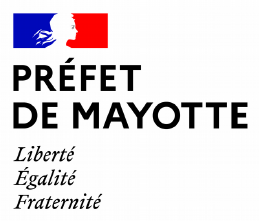 PRÉFET
DE MAYOTTE
Liberté
Égalité
Fraternité